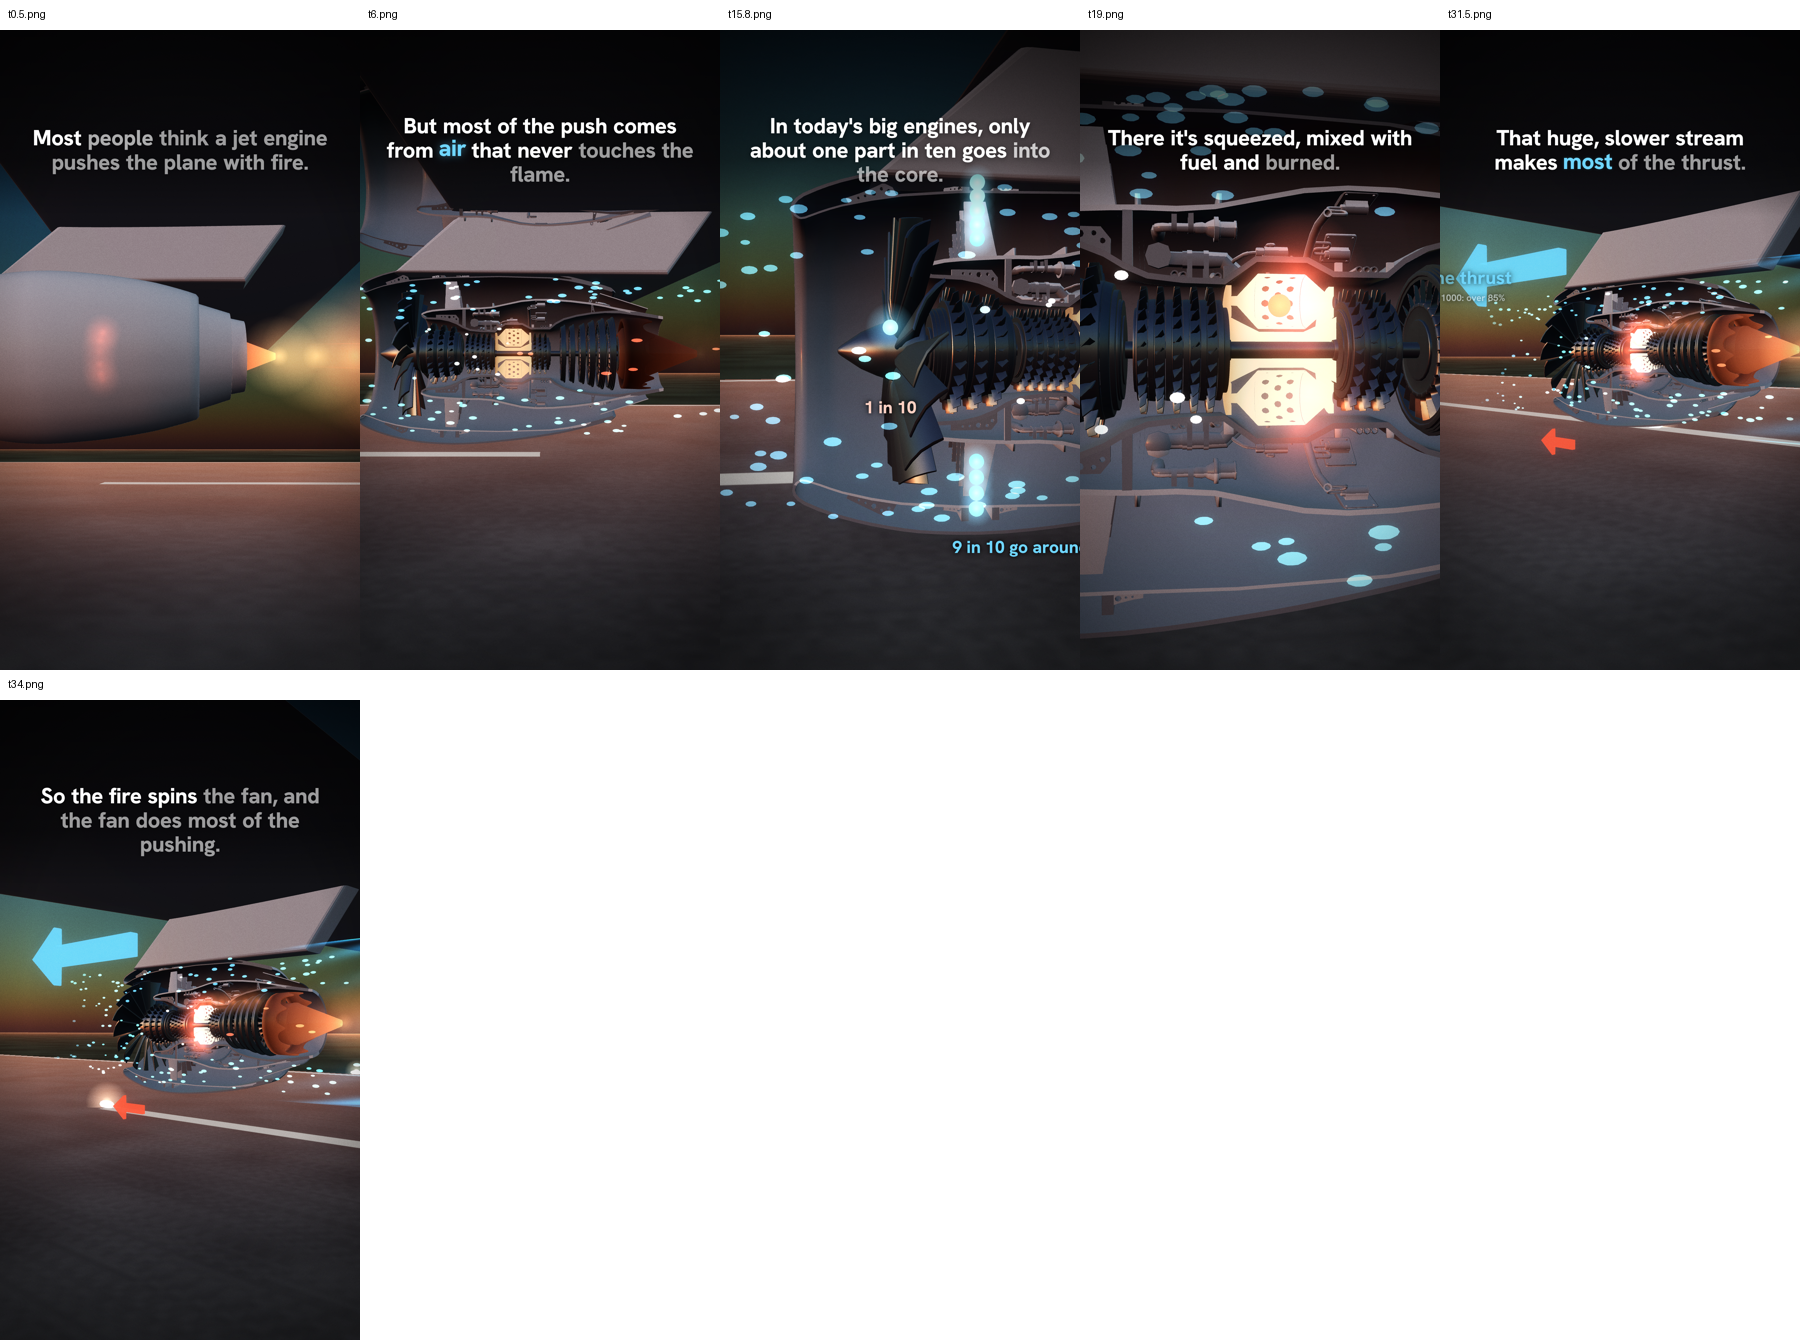 t0.5.png
t6.png
t15.8.png
t19.png
t31.5.png
Most people think a jet engine
pushes the plane with fire.
But most of the push comes
from air that never touches the
flame.
In today's big engines, only
about one part in ten goes into
the core.
1 in 10
9 in 10 go aroun
There it's squeezed, mixed with
fuel and burned.
That huge, slower stream
makes most of the thrust.
ne thrust
1000: over 85%
t34.png
So the fire spins the fan, and
the fan does most of the
pushing.